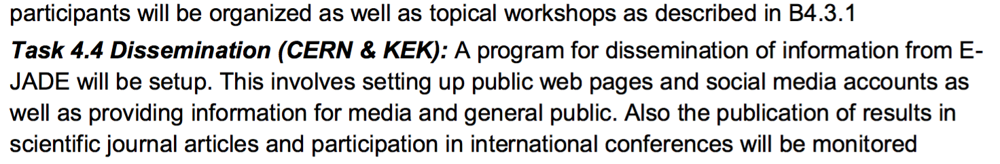 participants will be organized as well as topical workshops as described in B4.3.1
Task 4.4 Dissemination (CERN & KEK): A program for dissemination of information from E-
JADE will be setup. This involves setting up public web pages and social media accounts as
well as providing information for media and general public. Also the publication of results in
scientific journal articles and participation in international conferences will be monitored